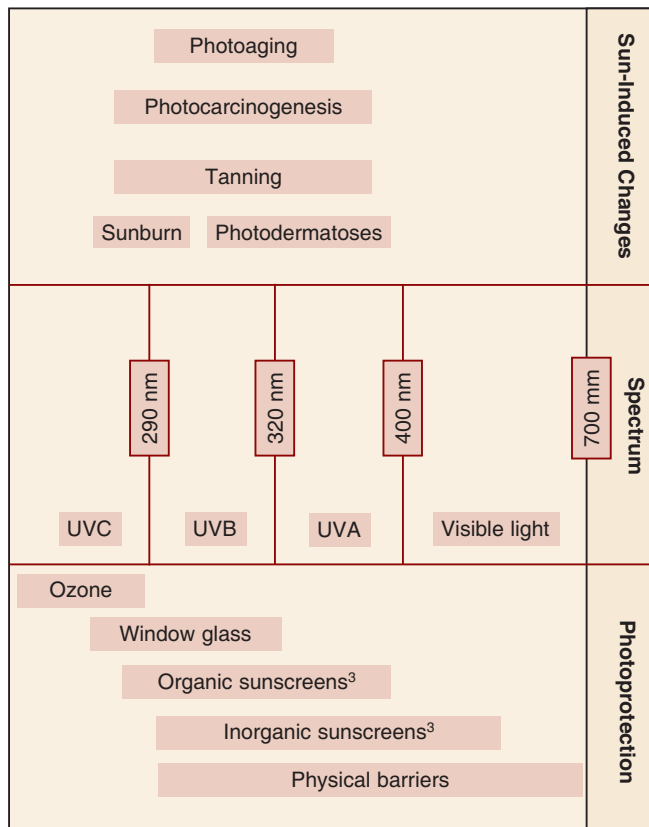 Photoaging
Photocarcinogenesis
Tanning
Sunburn
Photodermatoses
Sun-Induced Changes
290 nm
320 nm
400 nm
700 mm
UVC
UVB
UVA
Visible light
Spectrum
Ozone
Window glass
Organic sunscreens³
Inorganic sunscreens³
Physical barriers
Photoprotection